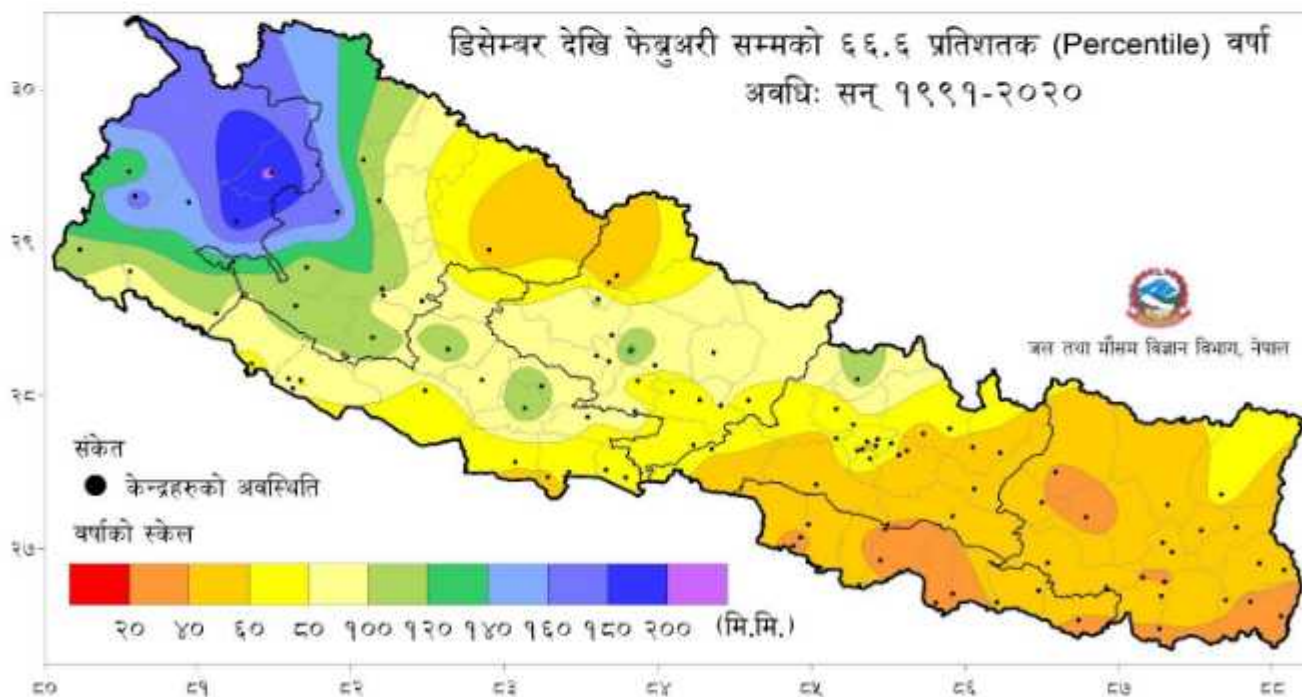 डिसेम्बर देखि फेब्रुअरी सम्मको ६६.६ प्रतिशतक (Percentile) वर्षा
अवधिः सन् १९९१-२०२०
३०
२९
२८
२७
जल तथा मौसम विज्ञान विभाग, नेपाल
संकेत
केन्द्रहरुको अवस्थिति
वर्षाको स्केल
२० ४० ६० ८० १०० १२० १४० १६० १८० २०० (मि.मि.)
८० ८१ ८२ ८३ ८४ ८५ ८६ ८७ ८८